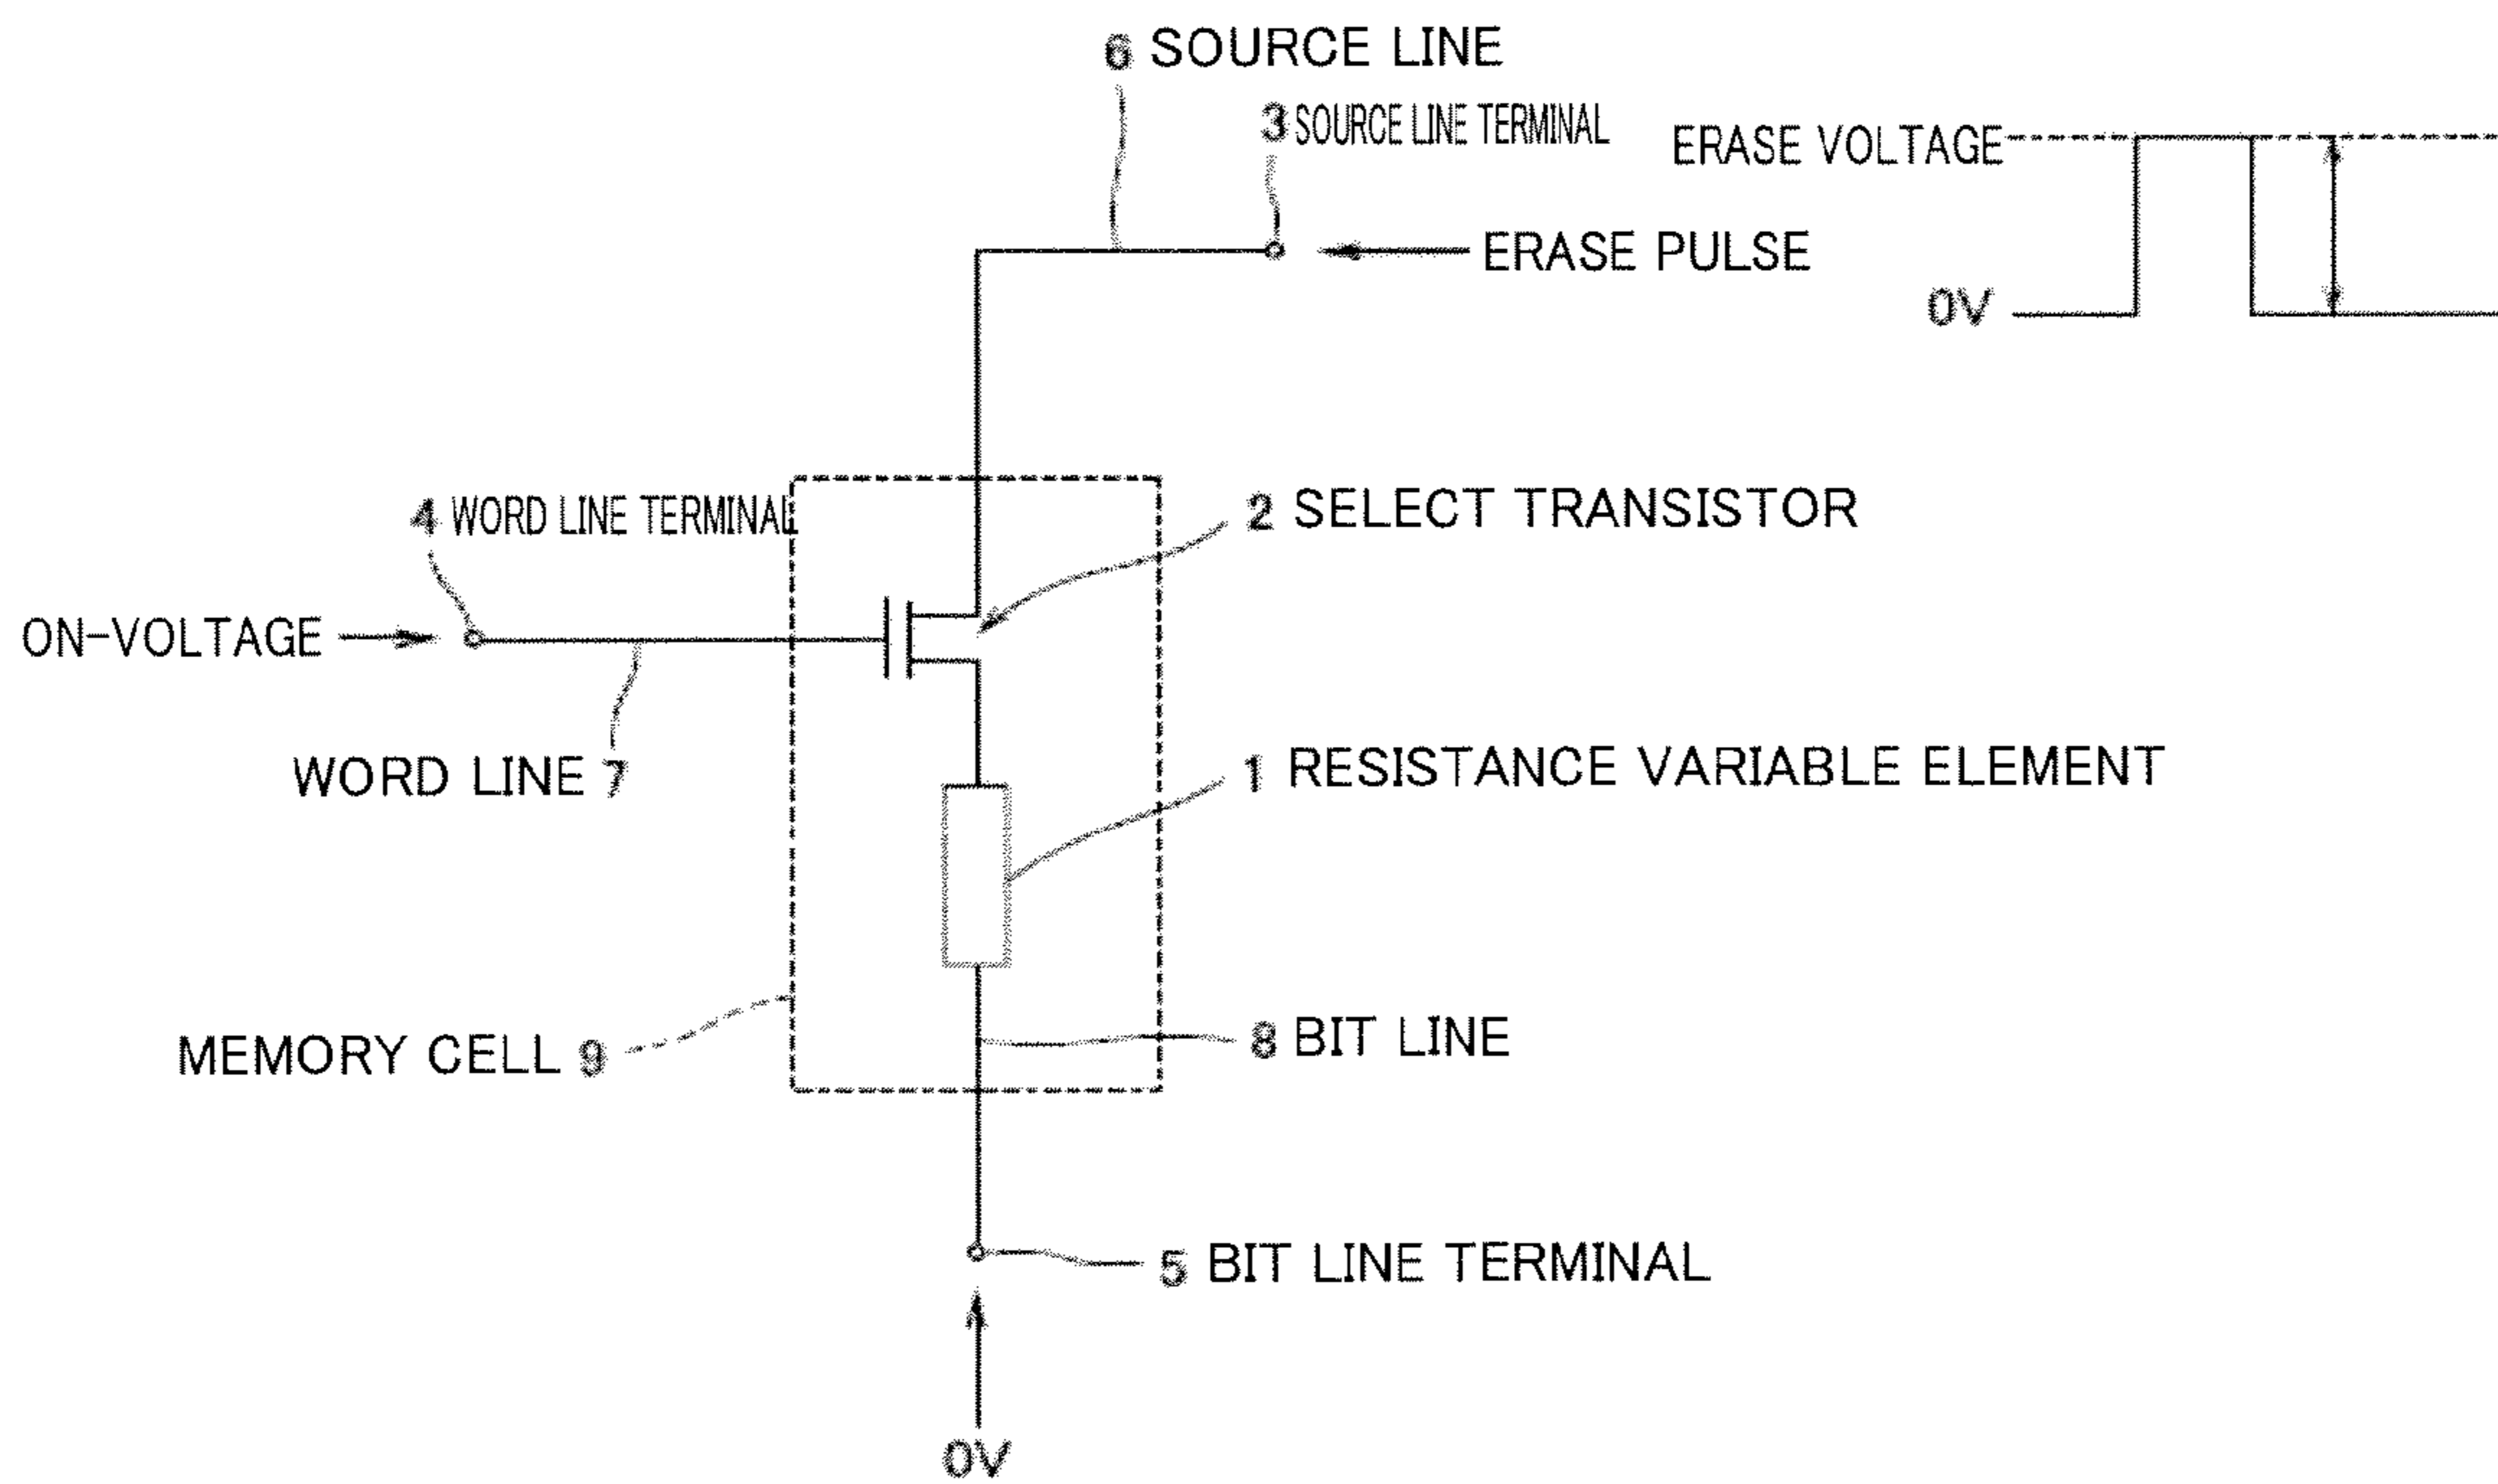 6 SOURCE LINE
3 SOURCE LINE TERMINAL
ERASE VOLTAGE
ERASE PULSE
0V
4 WORD LINE TERMINAL
2 SELECT TRANSISTOR
ON-VOLTAGE
WORD LINE 7
1 RESISTANCE VARIABLE ELEMENT
MEMORY CELL 9
8 BIT LINE
5 BIT LINE TERMINAL
0V